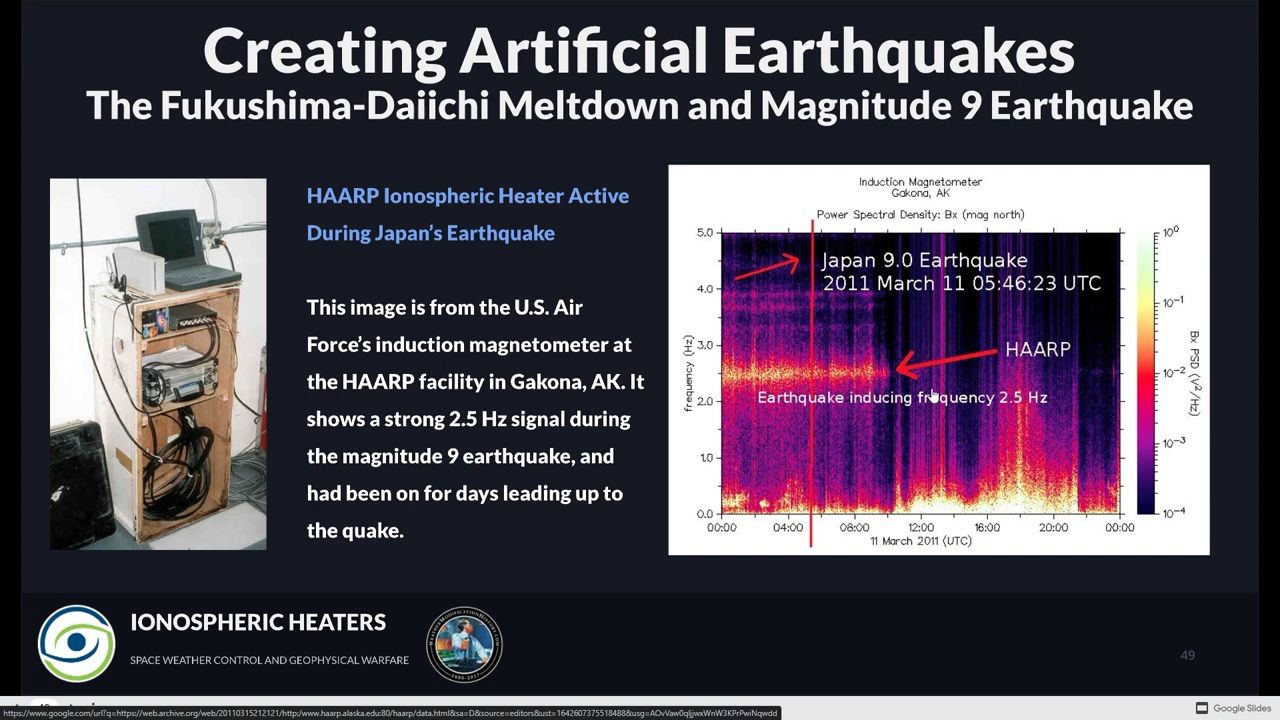 Creating Artificial Earthquakes
The Fukushima-Daiichi Meltdown and Magnitude 9 Earthquake
HAARP Ionospheric Heater Active
During Japan's Earthquake
This image is from the U.S. Air
Force's induction magnetometer at
the HAARP facility in Gakona, AK. It
shows a strong 2.5 Hz signal during
the magnitude 9 earthquake, and
had been on for days leading up to
the quake.
Induction Magnetometer
Gakona, AK
Power Spectral Density: Bx (mag north)
5.0
4.0
3.0
2.0
1.0
0.0
frequency (Hz)
Japan 9.0 Earthquake
2011 March 11 05:46:23 UTC
HAARP
Earthquake inducing frequency 2.5 Hz
00:00 04:00 08:00 12:00 16:00 20:00 00:00
11 March 2011 (UTC)
10⁰
10⁻¹
10⁻²
10⁻³
10⁻⁴
Bx PSD (V²/Hz)
IONOSPHERIC HEATERS
SPACE WEATHER CONTROL AND GEOPHYSICAL WARFARE
49
Google Slides